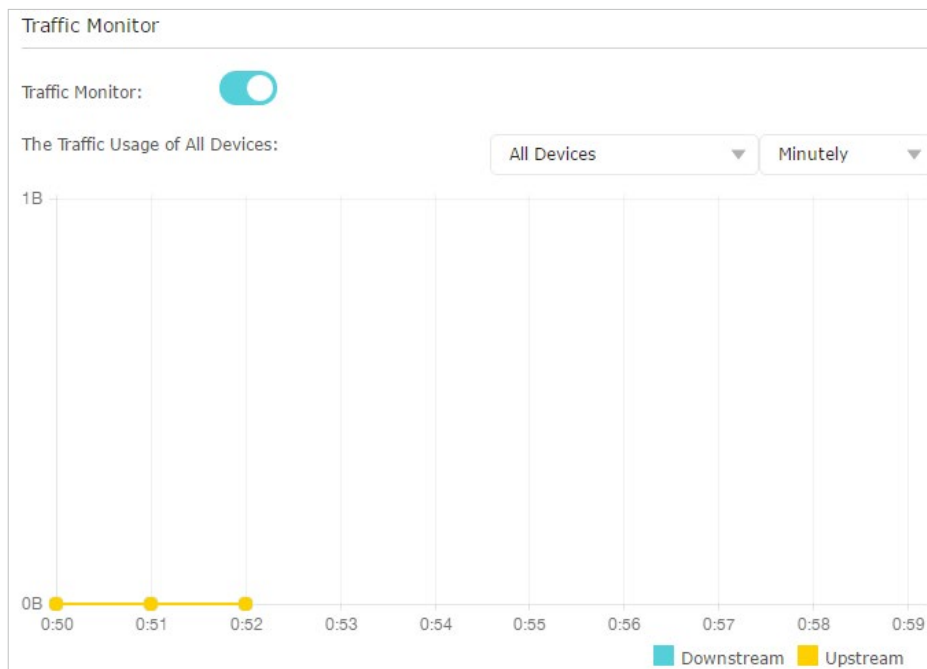 Traffic Monitor
Traffic Monitor:
The Traffic Usage of All Devices:
All Devices
Minutely
1B
0B
0:50 0:51 0:52 0:53 0:54 0:55 0:56 0:57 0:58 0:59
Downstream Upstream